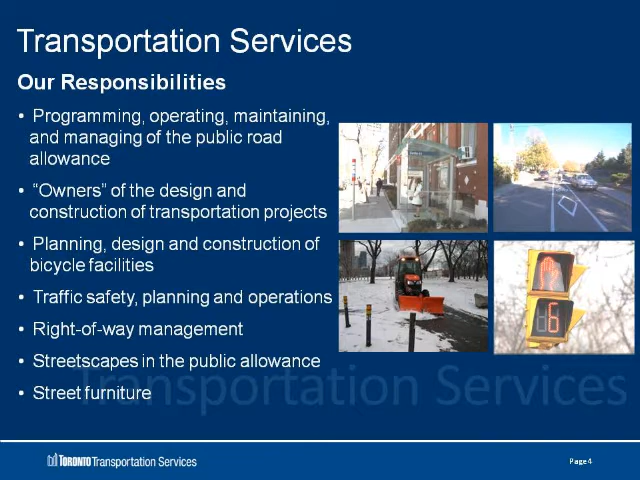 Transportation Services
Our Responsibilities
• Programming, operating, maintaining,
and managing of the public road
allowance
• “Owners” of the design and
construction of transportation projects
• Planning, design and construction of
bicycle facilities
• Traffic safety, planning and operations
• Right-of-way management
• Streetscapes in the public allowance
• Street furniture
6
Transportation Services
TORONTO Transportation Services
Page 4